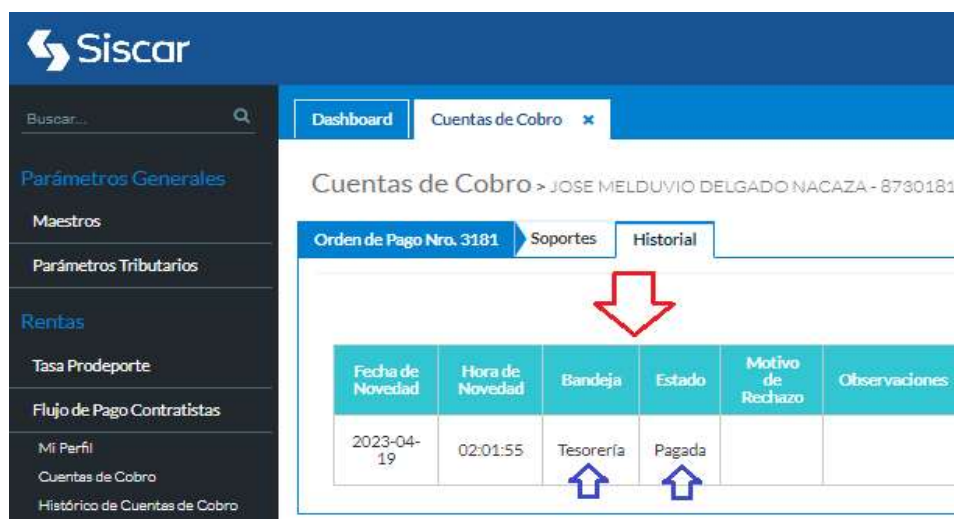 Siscar
Buscar...
Parámetros Generales
Maestros
Parámetros Tributarios
Rentas
Tasa Prodeporte
Flujo de Pago Contratistas
Mi Perfil
Cuentas de Cobro
Histórico de Cuentas de Cobro
Dashboard
Cuentas de Cobro ×
Cuentas de Cobro > JOSE MELDUVIO DELGADO NACAZA - 8730181
Orden de Pago Nro. 3181
Soportes
Historial
Fecha de Novedad
Hora de Novedad
Bandeja
Estado
Motivo de Rechazo
Observaciones
2023-04-19
02:01:55
Tesorería
Pagada